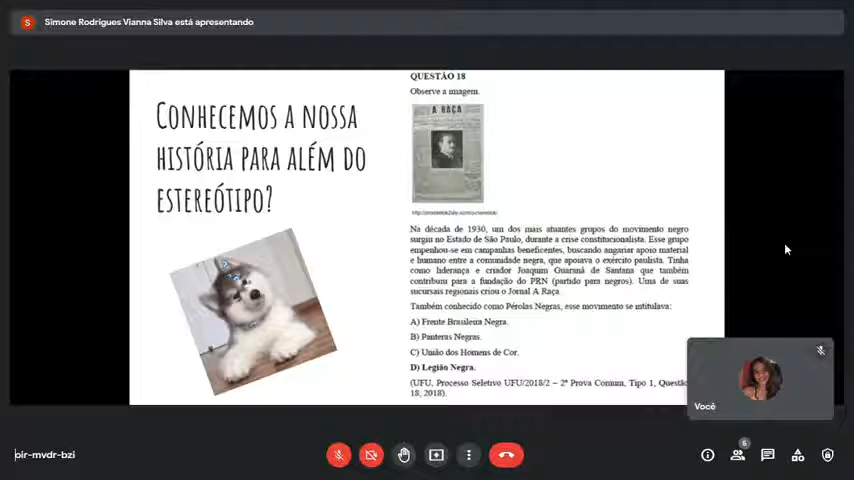 S Simone Rodrigues Vianna Silva está apresentando
CONHECEMOS A NOSSA
HISTÓRIA PARA ALÉM DO
ESTEREÓTIPO?
QUESTÃO 18
Observe a imagem.
A RAÇA
Na década de 1930, um dos mais atuantes grupos do movimento negro
surgiu no Estado de São Paulo, durante a crise constitucionalista. Esse grupo
empenhou-se em campanhas beneficentes, buscando angariar apoio material
e humano entre a comunidade negra, que apoiava o exército paulista. Tinha
como liderança e criador Joaquim Guaraná de Santana que também
contribuiu para a fundação do PRN (partido para negros). Uma de suas
sucursais regionais criou o Jornal A Raça
Também conhecido como Pérolas Negras, esse movimento se intitulava:
A) Frente Brasileira Negra.
B) Panteras Negras.
C) União dos Homens de Cor.
D) Legião Negra.
(UFU, Processo Seletivo UFU/2018/2 – 2ª Prova Comum, Tipo 1, Questão
18, 2018).
Você
oir-mvdr-bzi
6